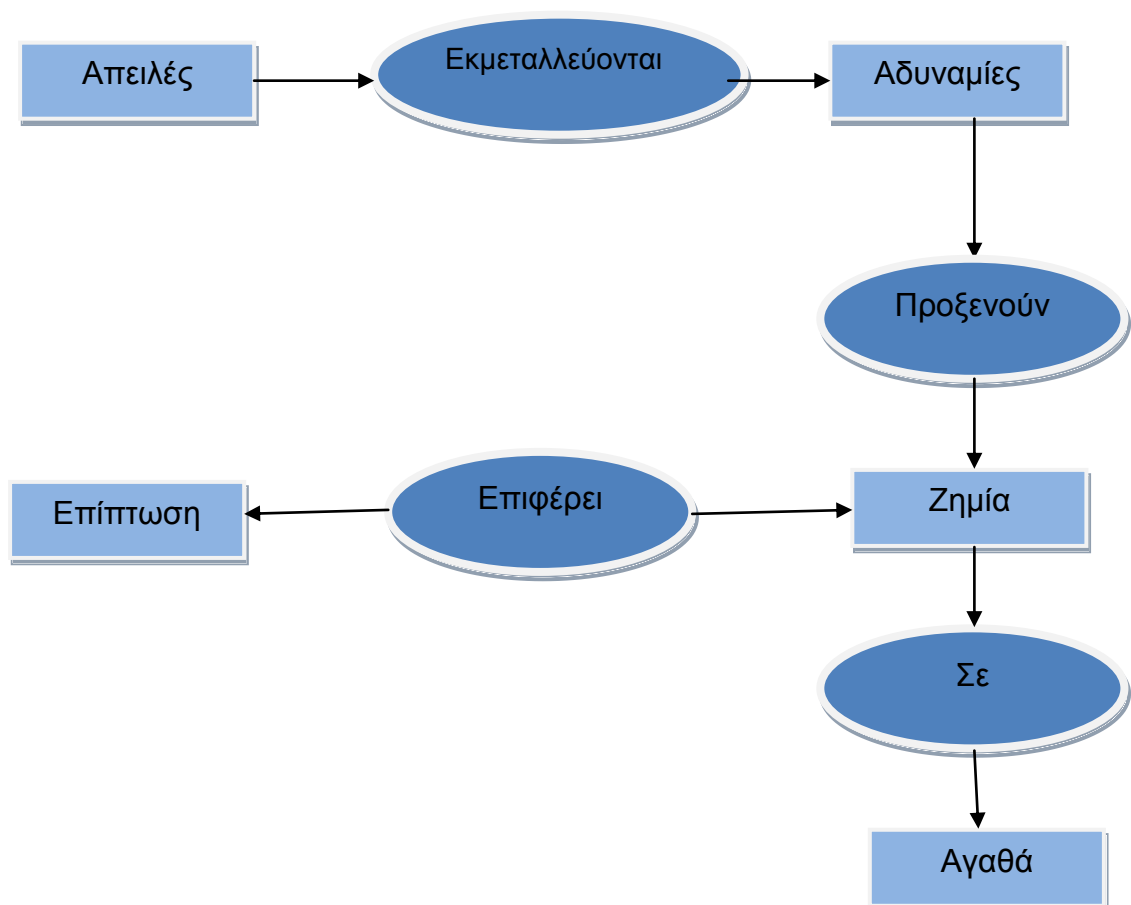 Απειλές
Εκμεταλλεύονται
Αδυναμίες
Προξενούν
Επίπτωση
Επιφέρει
Ζημία
Σε
Αγαθά